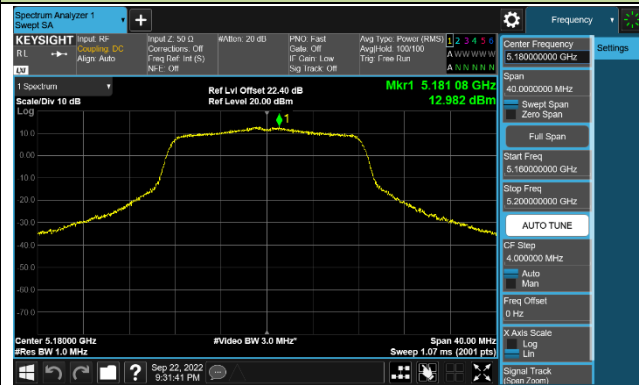 Spectrum Analyzer 1
Swept SA
Frequency
KEYSIGHT
RL
LXI
Input: RF
Coupling: DC
Align: Auto
Input Z: 50 Ω
Corrections: Off
Freq Ref: Int (S)
NFE: Off
#Atten: 20 dB
PNO: Fast
Gate: Off
IF Gain: Low
Sig Track: Off
Avg Type: Power (RMS)
Avg|Hold: 100/100
Trig: Free Run
1 2 3 4 5 6
A W W W W W
A N N N N N
1 Spectrum
Scale/Div 10 dB
Log
Ref Lvl Offset 22.40 dB
Ref Level 20.00 dBm
Mkr1 5.181 08 GHz
12.982 dBm
1
10.0
0.00
-10.0
-20.0
-30.0
-40.0
-50.0
-60.0
-70.0
Center 5.18000 GHz
#Res BW 1.0 MHz
#Video BW 3.0 MHz*
Span 40.00 MHz
Sweep 1.07 ms (2001 pts)
Sep 22, 2022
9:31:41 PM
Center Frequency
5.180000000 GHz
Span
40.0000000 MHz
Swept Span
Zero Span
Full Span
Start Freq
5.160000000 GHz
Stop Freq
5.200000000 GHz
AUTO TUNE
CF Step
4.000000 MHz
Auto
Man
Freq Offset
0 Hz
X Axis Scale
Log
Lin
Signal Track
(Span Zoom)
Settings